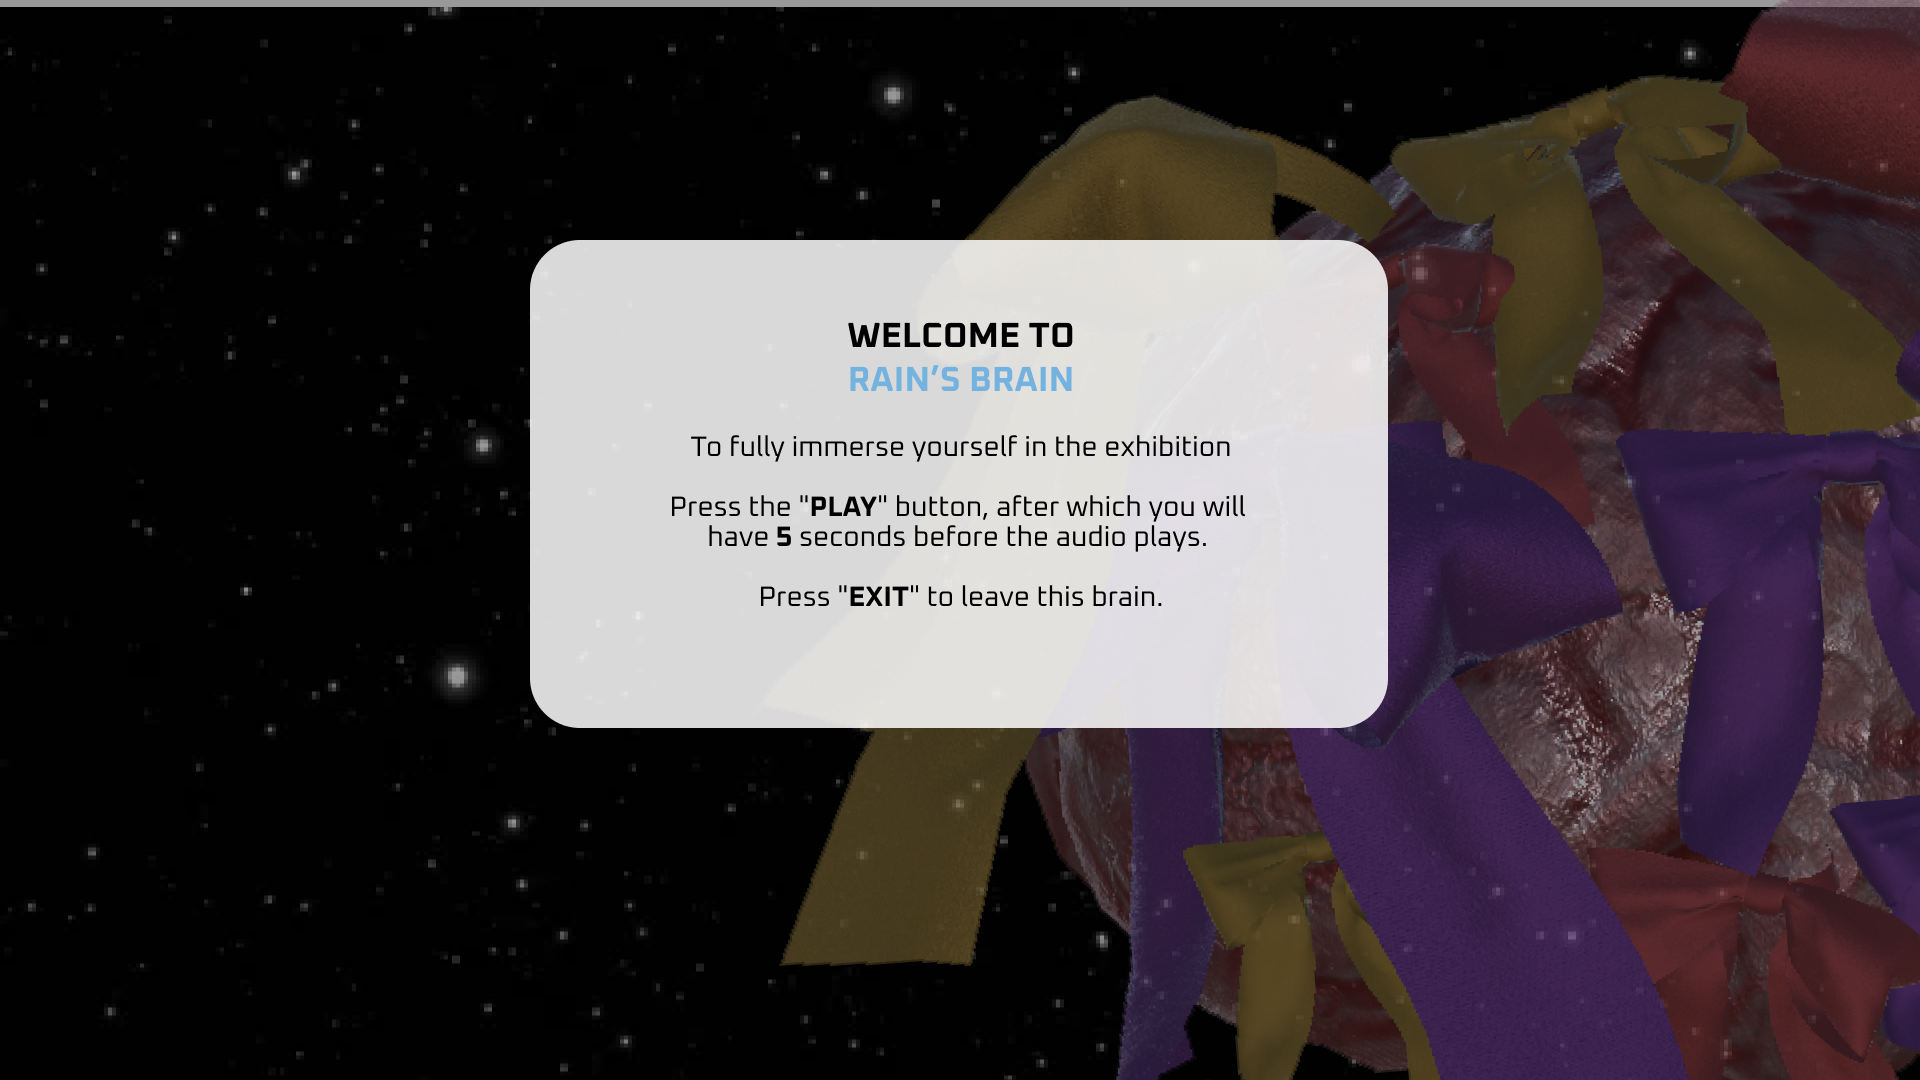 WELCOME TO
RAIN’S BRAIN
To fully immerse yourself in the exhibition
Press the "PLAY" button, after which you will
have 5 seconds before the audio plays.
Press "EXIT" to leave this brain.